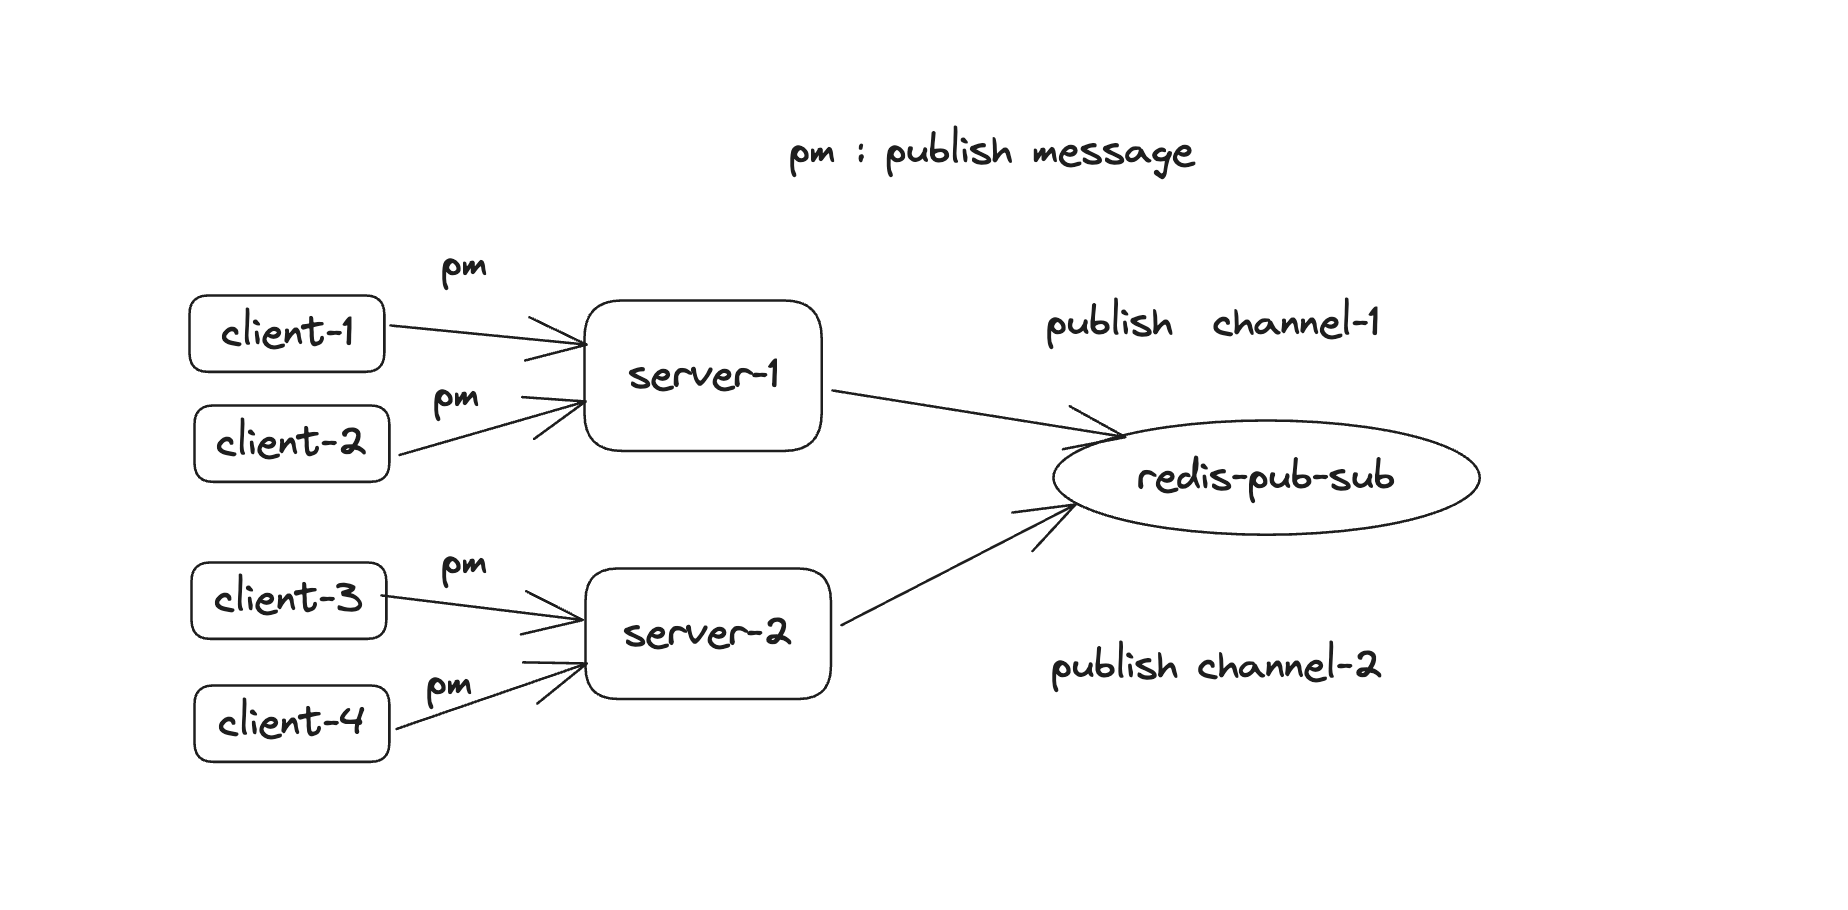 pm : publish message
pm
client-1
server-1
publish channel-1
pm
client-2
redis-pub-sub
pm
client-3
server-2
publish channel-2
pm
client-4